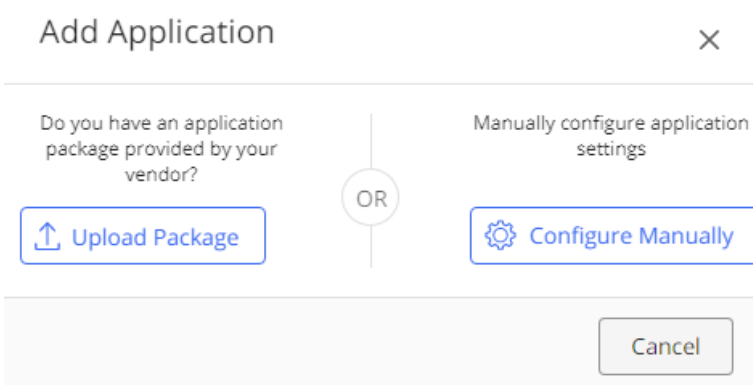 Add Application
Do you have an application
package provided by your
vendor?
Upload Package
OR
Manually configure application
settings
Configure Manually
Cancel